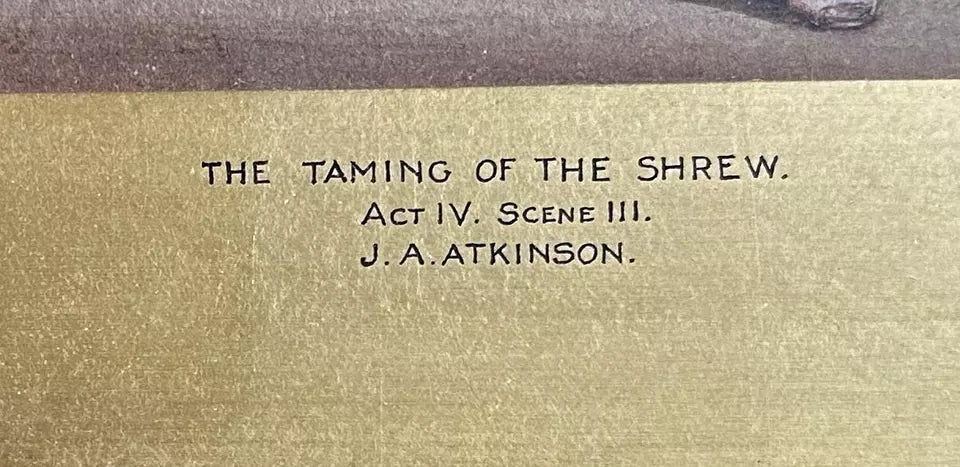 THE TAMING OF THE SHREW.
ACT IV. SCENE III.
J. A. ATKINSON.